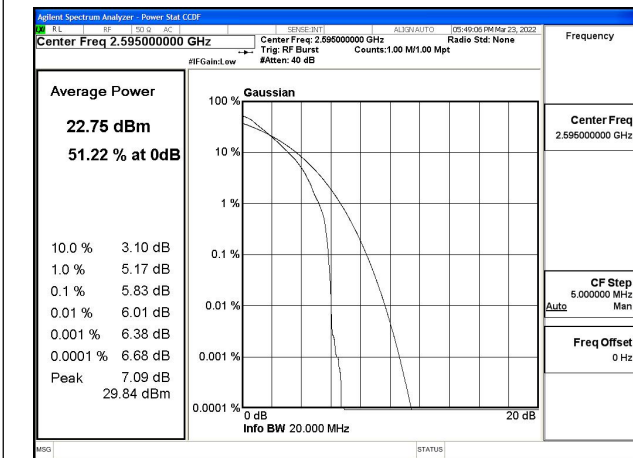 Agilent Spectrum Analyzer - Power Stat CCDF
RL RF 50 Ω AC SENSE:INT ALIGN AUTO 05:49:06 PM Mar 23, 2022
Center Freq 2.595000000 GHz
Center Freq: 2.595000000 GHz Radio Std: None
Trig: RF Burst Counts:1.00 M/1.00 Mpt
#IFGain:Low #Atten: 40 dB
Frequency
Average Power
22.75 dBm
51.22 % at 0dB
10.0 % 3.10 dB
1.0 % 5.17 dB
0.1 % 5.83 dB
0.01 % 6.01 dB
0.001 % 6.38 dB
0.0001 % 6.68 dB
Peak 7.09 dB
29.84 dBm
Gaussian
100 %
10 %
1 %
0.1 %
0.01 %
0.001 %
0.0001 %
0 dB 20 dB
Info BW 20.000 MHz
Center Freq
2.595000000 GHz
CF Step
5.000000 MHz
Auto Man
Freq Offset
0 Hz
MSG STATUS